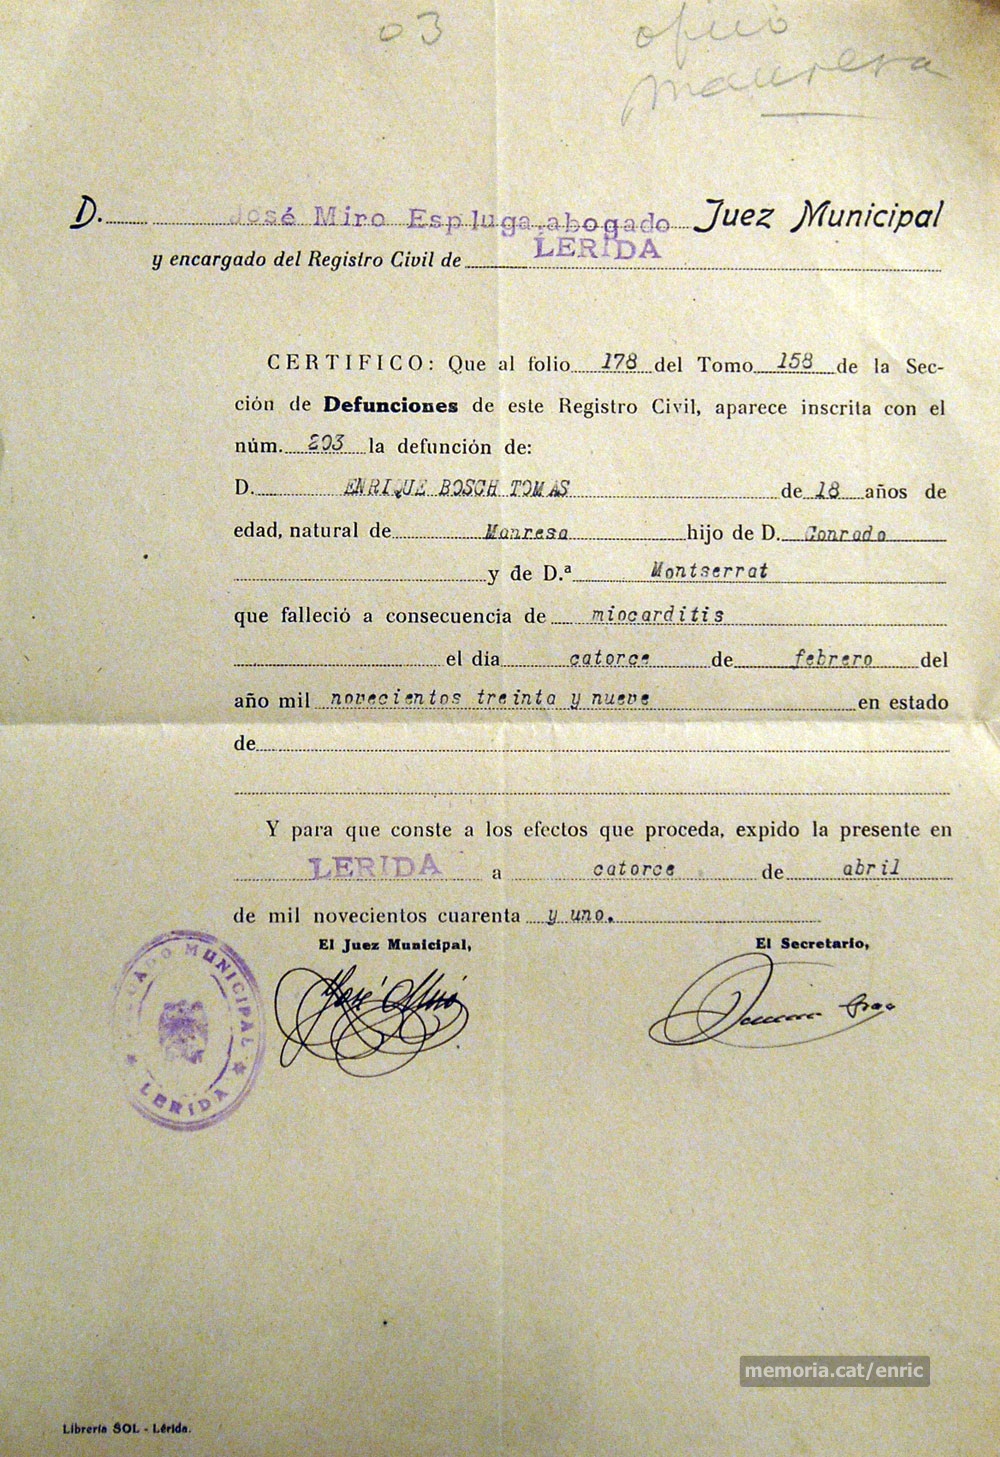 03
ofició
manresa
D. José Miro Espluga, abogado Juez Municipal
y encargado del Registro Civil de LERIDA
CERTIFICO: Que al folio 178 del Tomo 158 de la Sec-
ción de Defunciones de este Registro Civil, aparece inscrita con el
núm. 203 la defunción de:
D. ENRIQUE BOSCH TOMAS de 18 años de
edad, natural de Manresa hijo de D. Conrado
y de D.ª Montserrat
que falleció a consecuencia de miocarditis
el dia catorce de febrero del
año mil novecientos treinta y nueve en estado
de
Y para que conste a los efectos que proceda, expido la presente en
LERIDA a catorce de abril
de mil novecientos cuarenta y uno.
El Juez Municipal, El Secretario,
José Miró
JUZGADO MUNICIPAL
LERIDA
memoria.cat/enric
Librería SOL - Lérida.